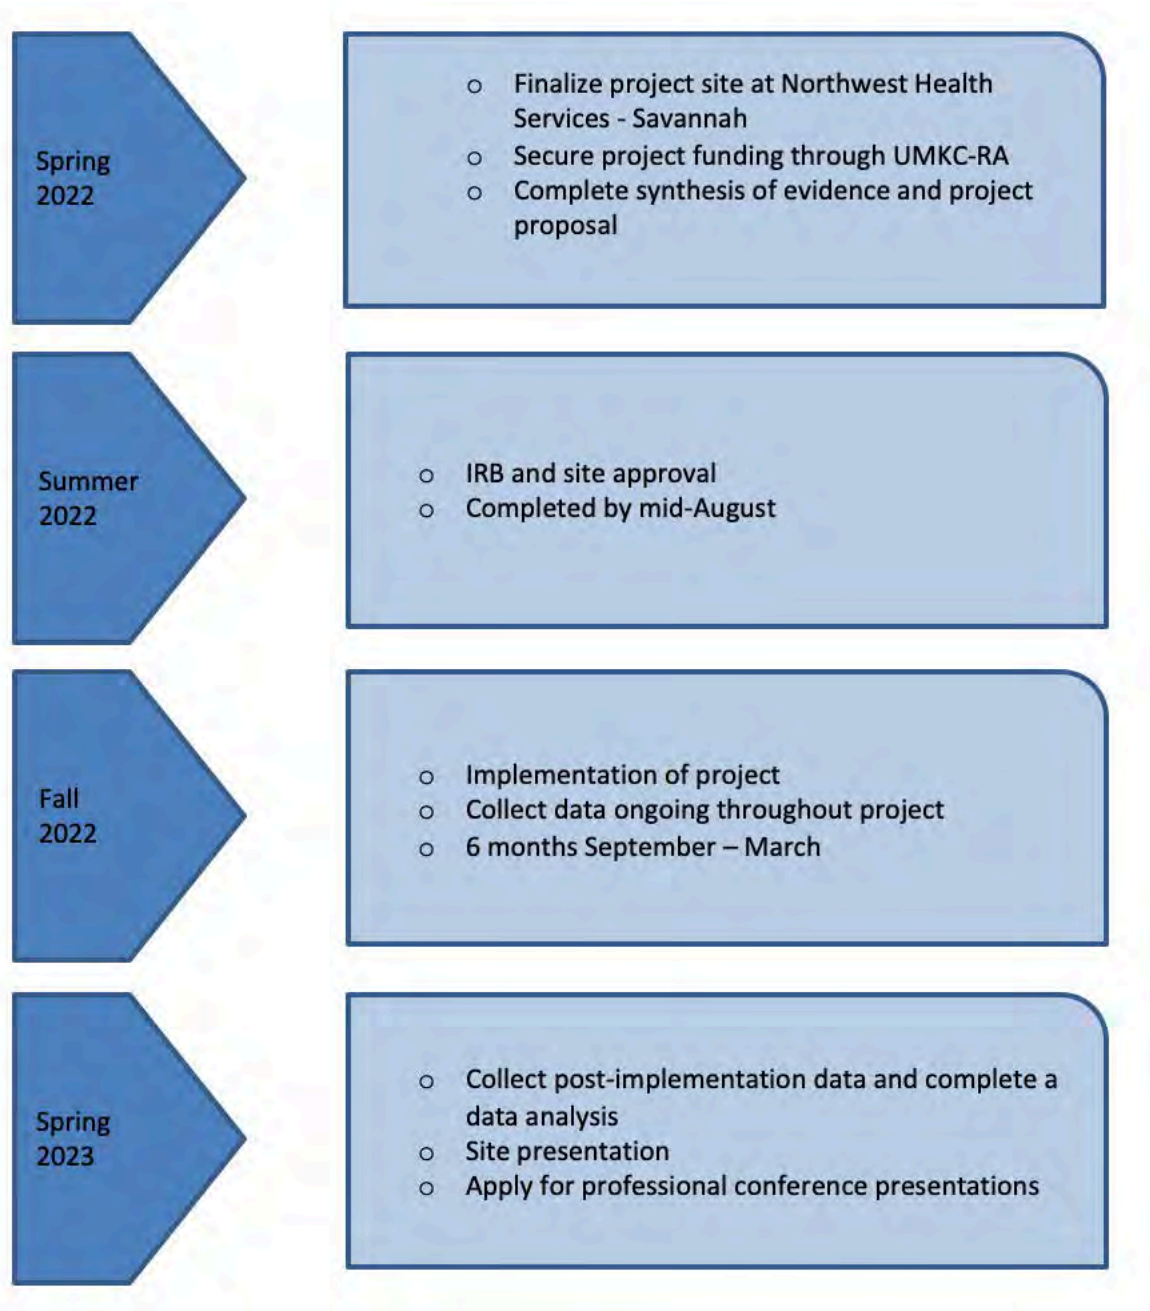 Spring
2022
○ Finalize project site at Northwest Health
Services - Savannah
○ Secure project funding through UMKC-RA
○ Complete synthesis of evidence and project
proposal
Summer
2022
○ IRB and site approval
○ Completed by mid-August
Fall
2022
○ Implementation of project
○ Collect data ongoing throughout project
○ 6 months September – March
Spring
2023
○ Collect post-implementation data and complete a
data analysis
○ Site presentation
○ Apply for professional conference presentations